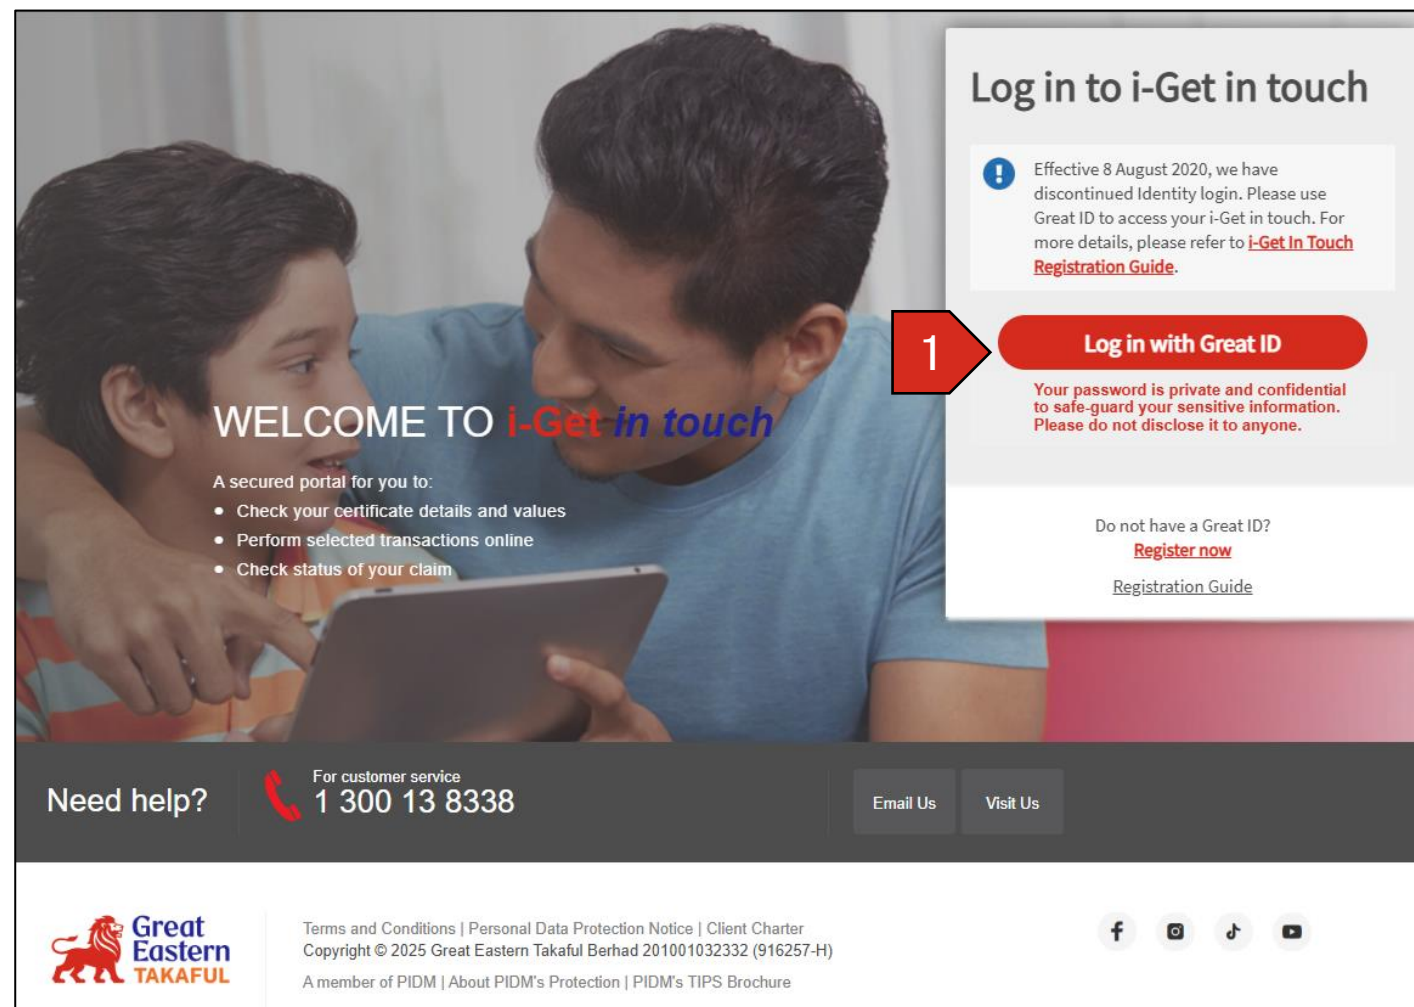 Log in to i-Get in touch
Effective 8 August 2020, we have
discontinued Identity login. Please use
Great ID to access your i-Get in touch. For
more details, please refer to i-Get In Touch
Registration Guide.
1
Log in with Great ID
Your password is private and confidential
to safe-guard your sensitive information.
Please do not disclose it to anyone.
WELCOME TO i-Get in touch
A secured portal for you to:
• Check your certificate details and values
• Perform selected transactions online
• Check status of your claim
Do not have a Great ID?
Register now
Registration Guide
Need help?
For customer service
1 300 13 8338
Email Us
Visit Us
Great
Eastern
TAKAFUL
Terms and Conditions | Personal Data Protection Notice | Client Charter
Copyright © 2025 Great Eastern Takaful Berhad 201001032332 (916257-H)
A member of PIDM | About PIDM's Protection | PIDM's TIPS Brochure